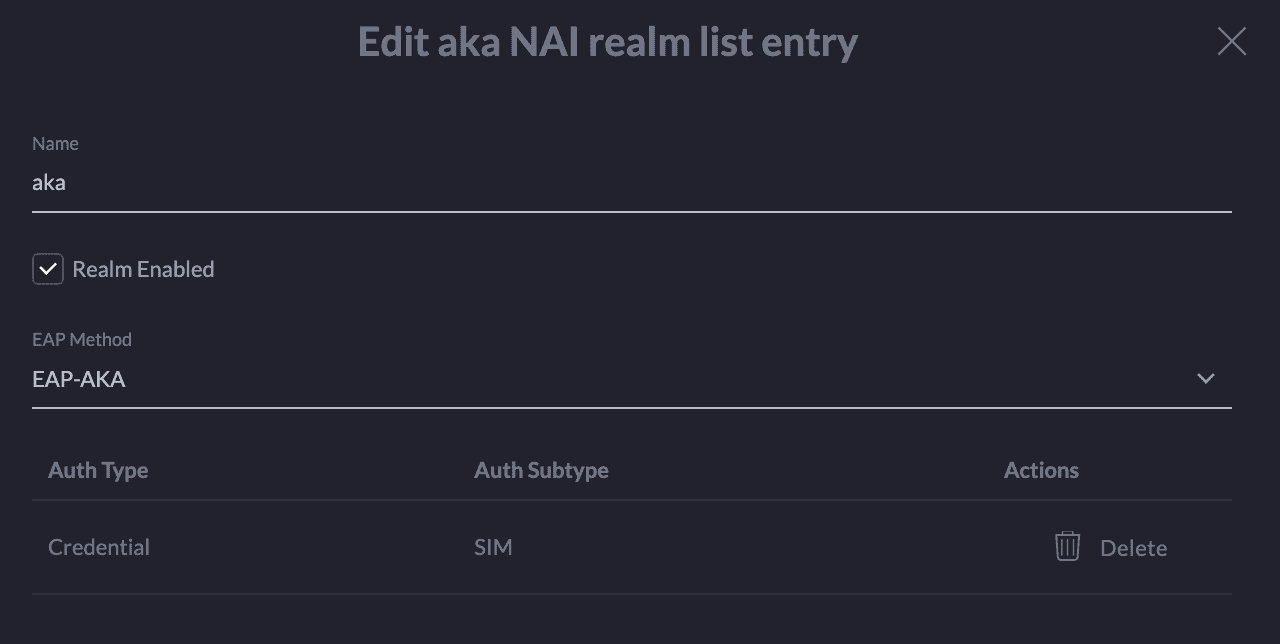 Edit aka NAI realm list entry
Name
aka
Realm Enabled
EAP Method
EAP-AKA
Auth Type Auth Subtype Actions
Credential SIM Delete